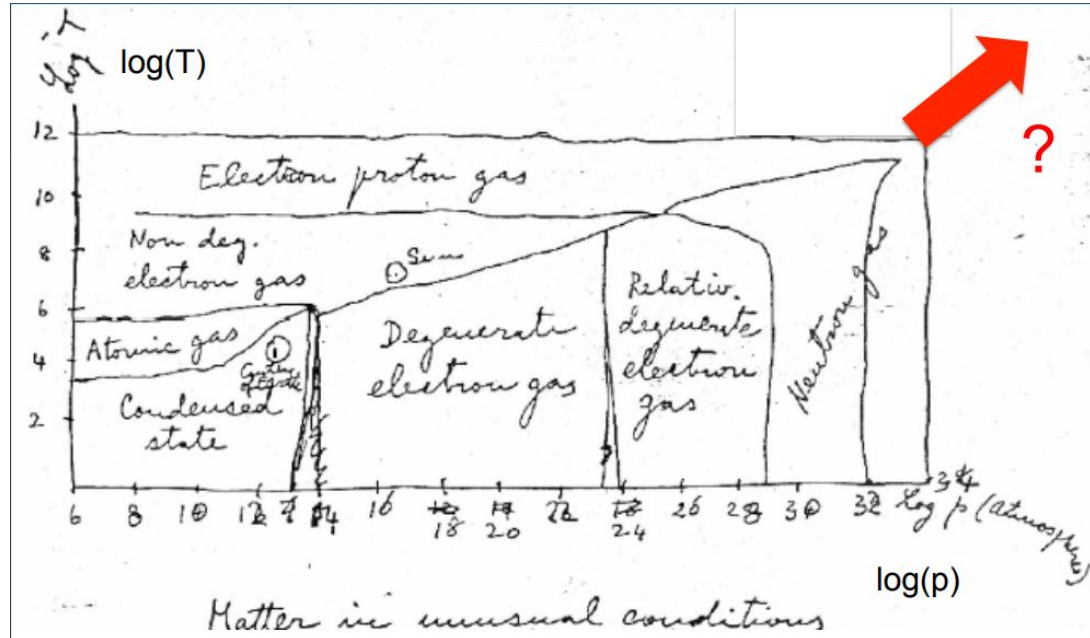 Log T
log(T)
12
Electron proton gas
10
Non deg.
electron gas
8
Sun
6
Atomic gas
4
Condensed
state
2
Degenerate
electron gas
Relativ.
degenerate
electron
gas
Neutron gas
?
6 8 10 12 14 16 18 20 22 24 26 28 30 32 34
Log p (atmospheres)
log(p)
Matter in unusual conditions